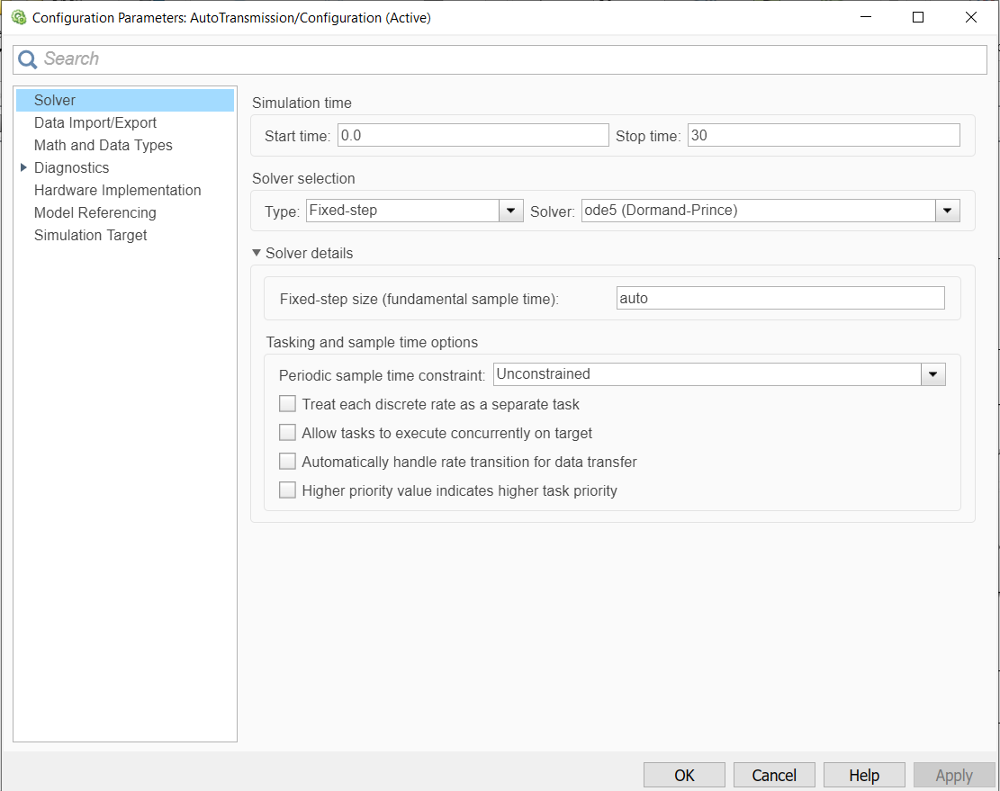 Configuration Parameters: AutoTransmission/Configuration (Active)
Search
Solver
Data Import/Export
Math and Data Types
Diagnostics
Hardware Implementation
Model Referencing
Simulation Target
Simulation time
Start time: 0.0 Stop time: 30
Solver selection
Type: Fixed-step Solver: ode5 (Dormand-Prince)
Solver details
Fixed-step size (fundamental sample time): auto
Tasking and sample time options
Periodic sample time constraint: Unconstrained
Treat each discrete rate as a separate task
Allow tasks to execute concurrently on target
Automatically handle rate transition for data transfer
Higher priority value indicates higher task priority
OK Cancel Help Apply